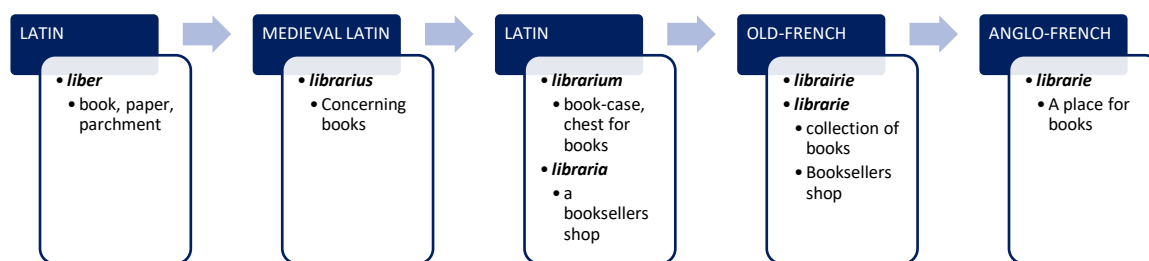 LATIN
• liber
• book, paper,
parchment
MEDIEVAL LATIN
• librarius
• Concerning
books
LATIN
• librarium
• book-case,
chest for
books
• libraria
• a
booksellers
shop
OLD-FRENCH
• librairie
• librarie
• collection of
books
• Booksellers
shop
ANGLO-FRENCH
• librarie
• A place for
books